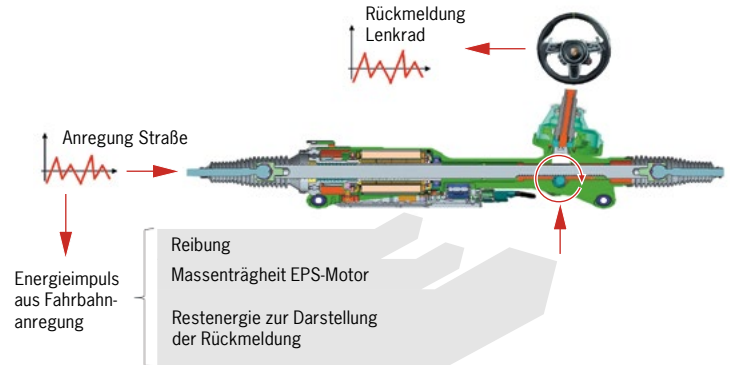 Rückmeldung
Lenkrad
Anregung Straße
Energieimpuls
aus Fahrbahn-
anregung
Reibung
Massenträgheit EPS-Motor
Restenergie zur Darstellung
der Rückmeldung